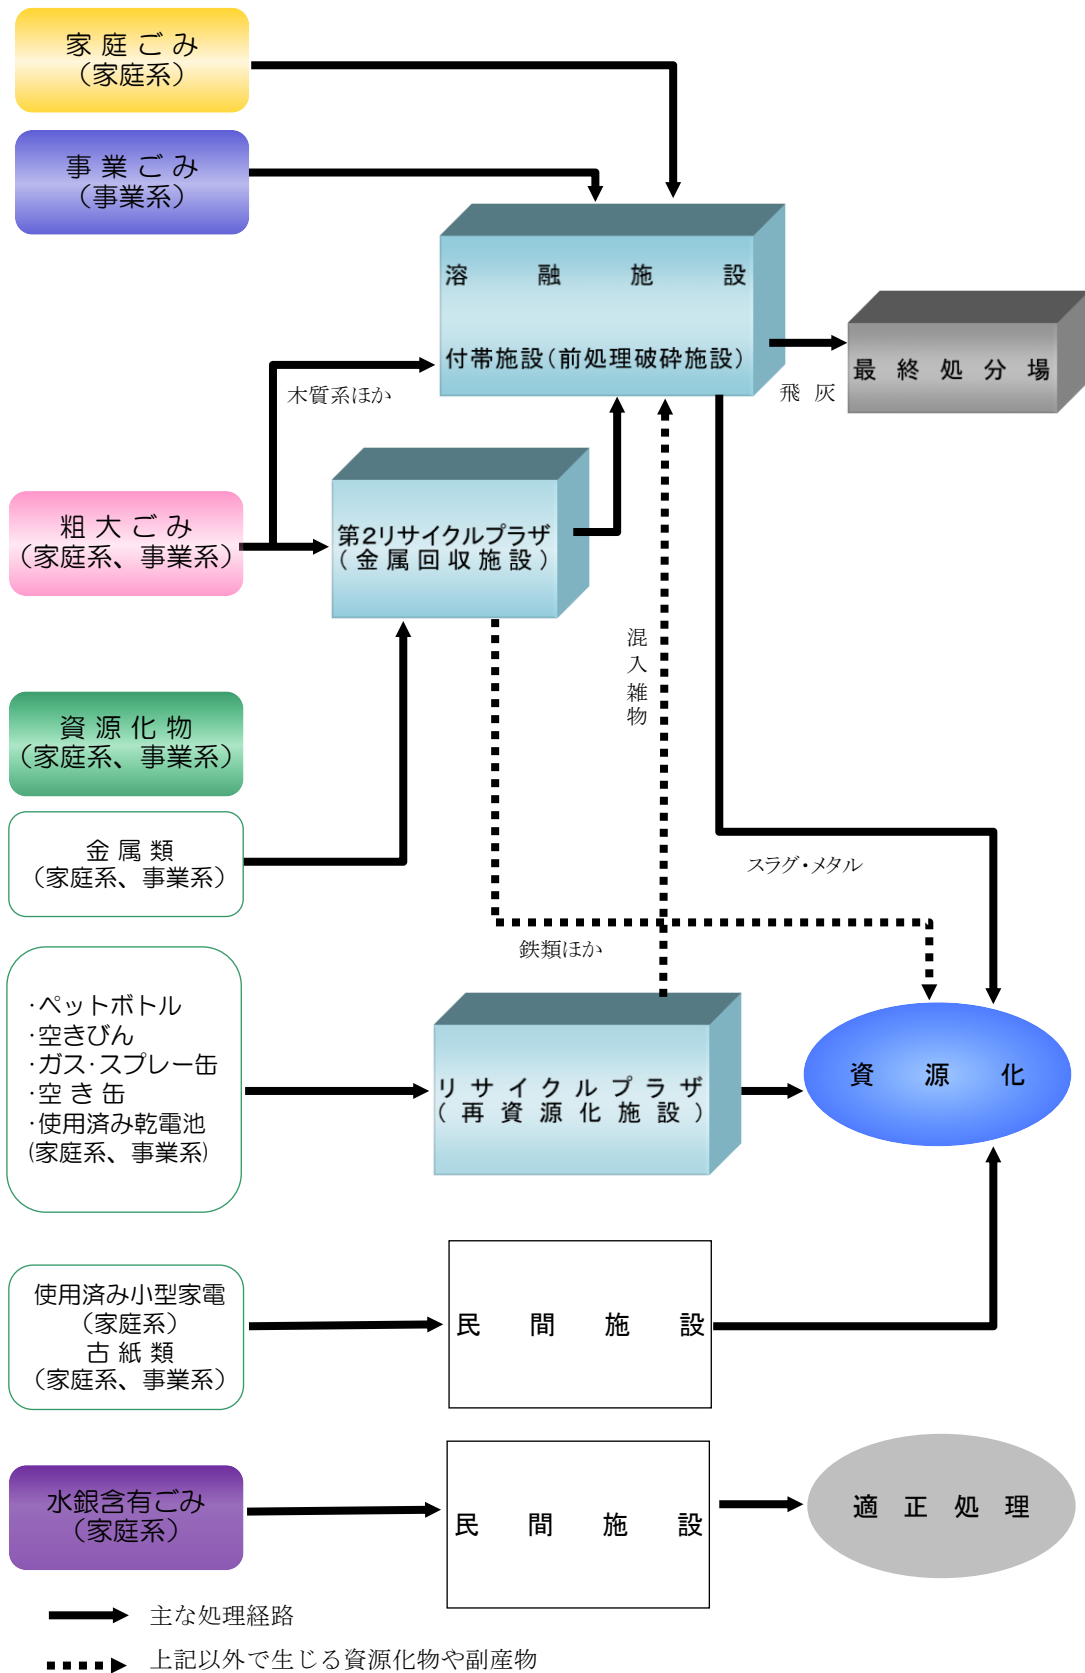 家庭ごみ
（家庭系）
事業ごみ
（事業系）
溶融施設
付帯施設（前処理破砕施設）
最終処分場
飛灰
木質系ほか
粗大ごみ
（家庭系、事業系）
第2リサイクルプラザ
（金属回収施設）
混入雑物
資源化物
（家庭系、事業系）
金属類
（家庭系、事業系）
スラグ・メタル
鉄類ほか
・ペットボトル
・空きびん
・ガス・スプレー缶
・空き缶
・使用済み乾電池
（家庭系、事業系）
リサイクルプラザ
（再資源化施設）
資源化
使用済み小型家電
（家庭系）
古紙類
（家庭系、事業系）
民間施設
水銀含有ごみ
（家庭系）
民間施設
適正処理
主な処理経路
上記以外で生じる資源化物や副産物